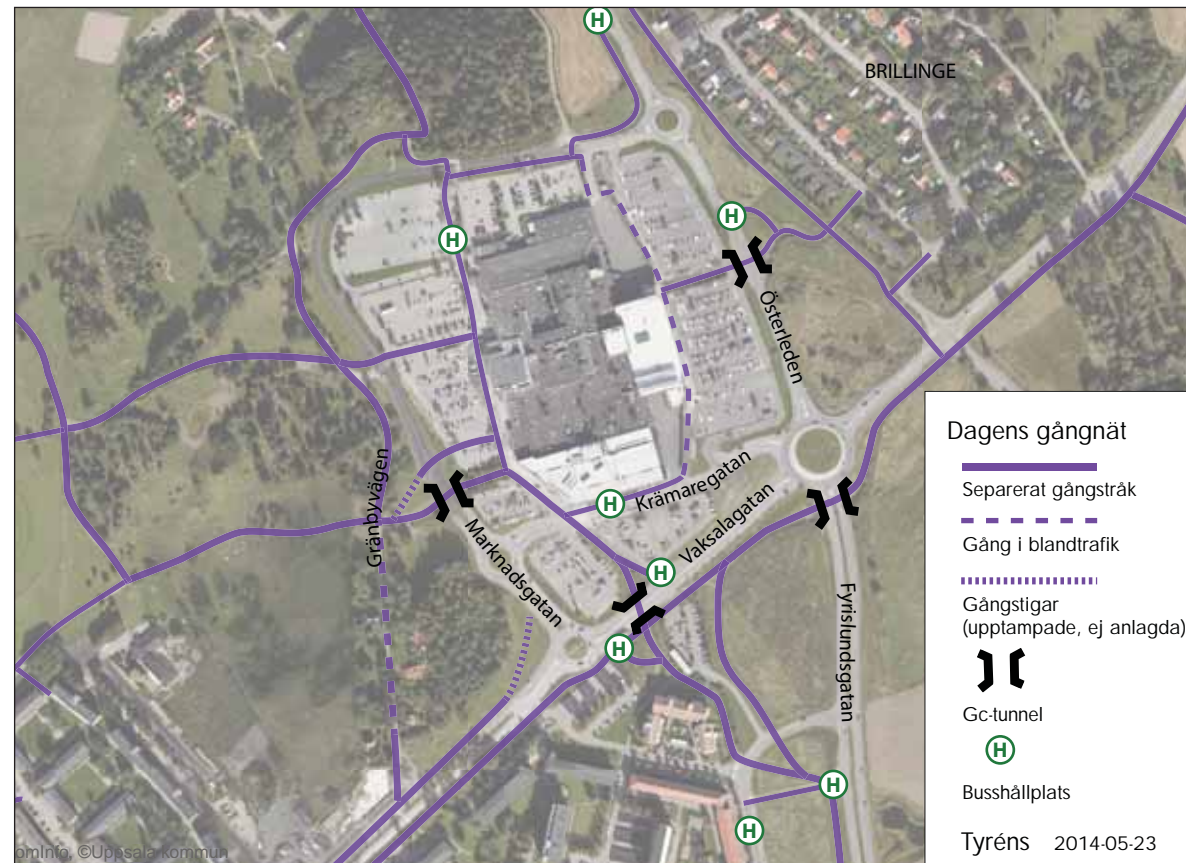 H
BRILLINGE
H
H
Österleden
Gränbyvägen
Marknadsgatan
H
Krämaregatan
Vaksalagatan
H
H
Fyrislundsgatan
H
H
omInfo, ©Uppsala kommun
Dagens gångnät
Separerat gångstråk
Gång i blandtrafik
Gångstigar
(upptampade, ej anlagda)
Gc-tunnel
H
Busshållplats
Tyréns 2014-05-23